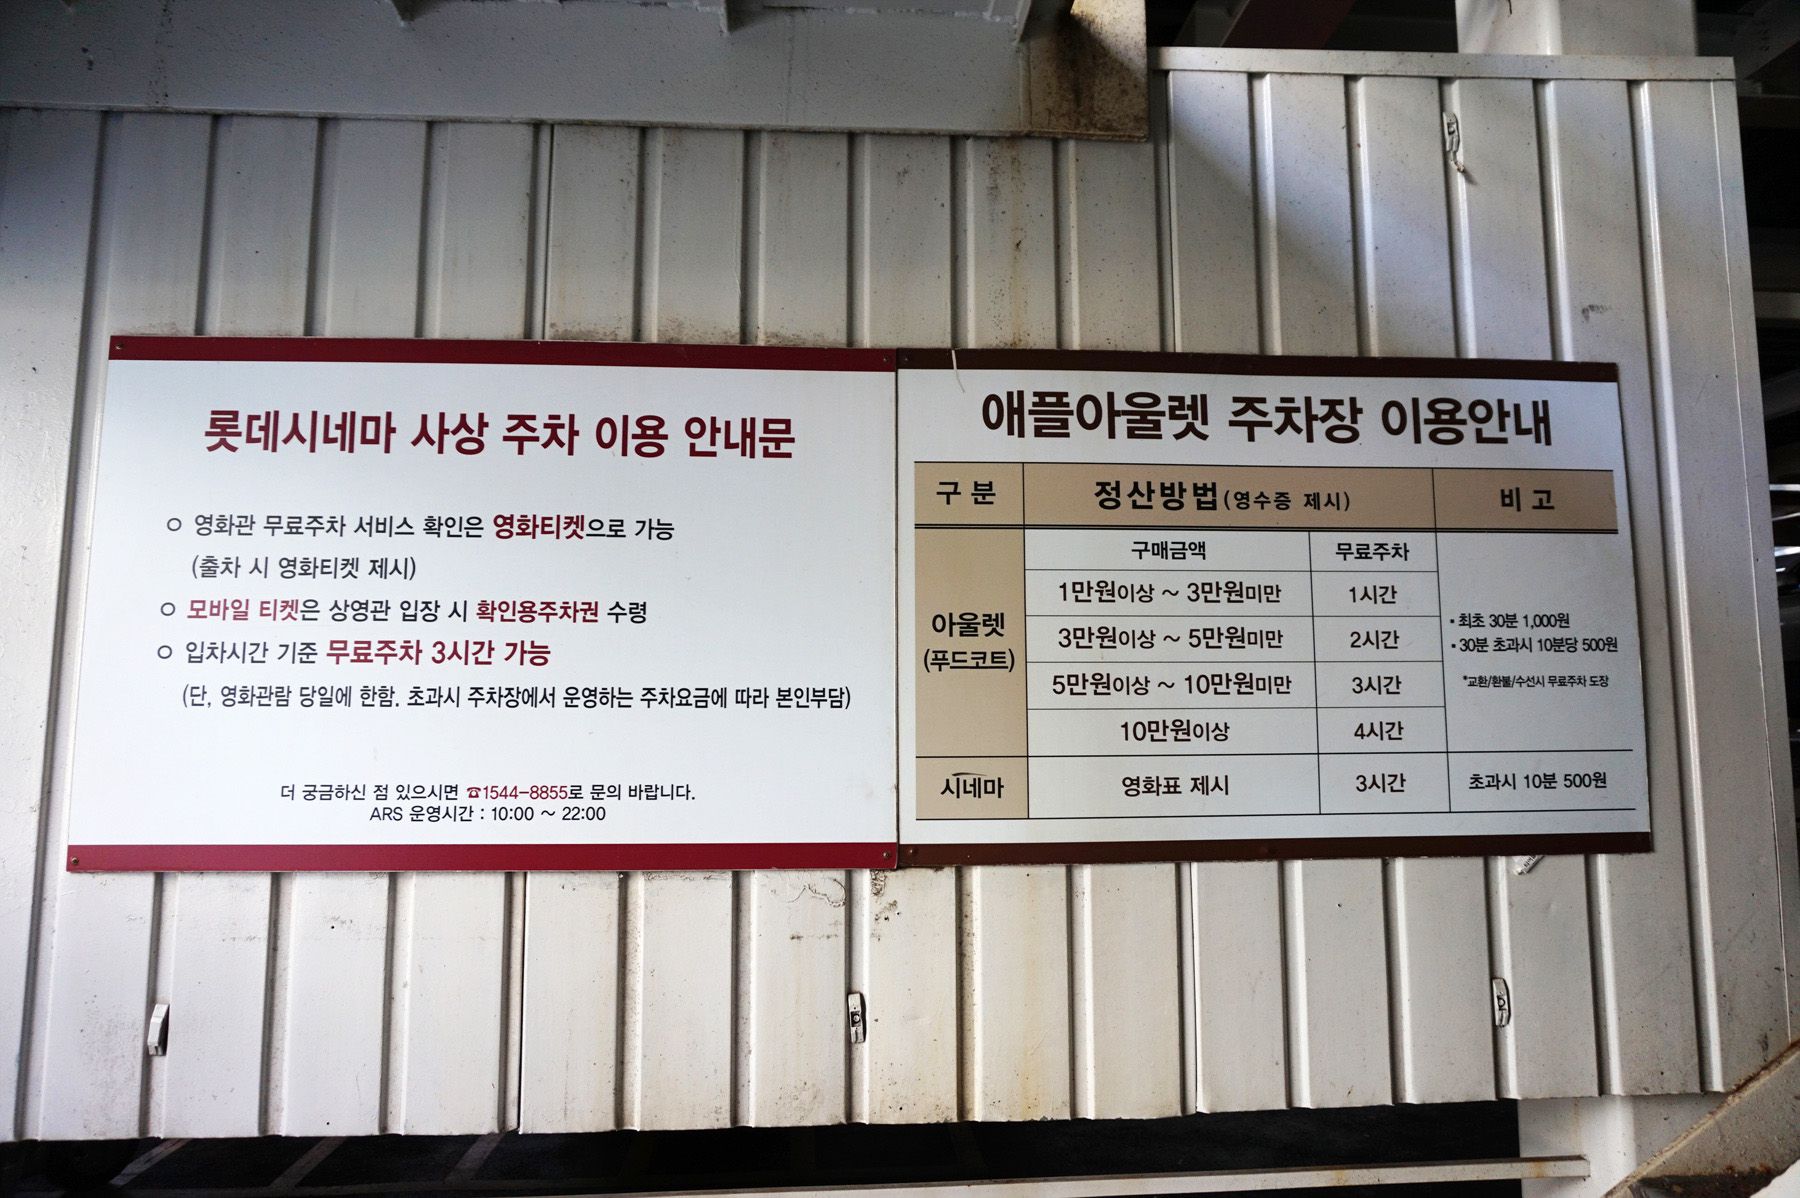 롯데시네마 사상 주차 이용 안내문
○ 영화관 무료주차 서비스 확인은 영화티켓으로 가능
(출차 시 영화티켓 제시)
○ 모바일 티켓은 상영관 입장 시 확인용주차권 수령
○ 입차시간 기준 무료주차 3시간 가능
(단, 영화관람 당일에 한함. 초과시 주차장에서 운영하는 주차요금에 따라 본인부담)
더 궁금하신 점 있으시면 ☎1544-8855로 문의 바랍니다.
ARS 운영시간 : 10:00 ~ 22:00
애플아울렛 주차장 이용안내
구 분 정산방법(영수증 제시) 비 고
구매금액 무료주차
아울렛
(푸드코트)
1만원이상 ~ 3만원미만 1시간
3만원이상 ~ 5만원미만 2시간
5만원이상 ~ 10만원미만 3시간
10만원이상 4시간
• 최초 30분 1,000원
• 30분 초과시 10분당 500원
*교환/환불/수선시 무료주차 도장
시네마 영화표 제시 3시간 초과시 10분 500원